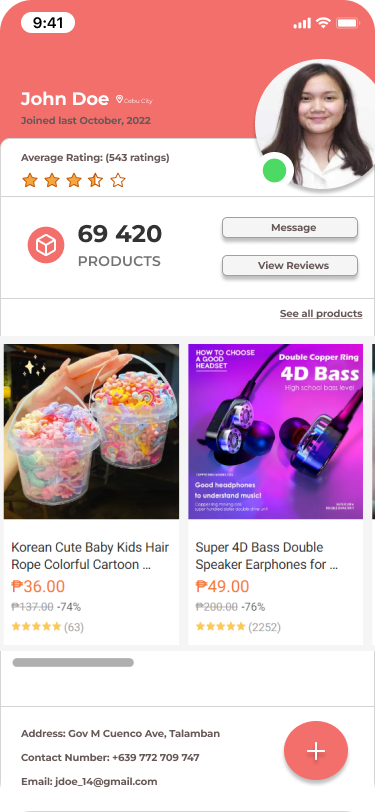 9:41
John Doe Cebu City
Joined last October, 2022
Average Rating: (543 ratings)
69 420
PRODUCTS
Message
View Reviews
See all products
HOW TO CHOOSE
A GOOD
HEADSET
Double Copper Ring
4D Bass
High school bass level
Good headphones
to understand music!
Korean Cute Baby Kids Hair
Rope Colorful Cartoon ...
₱36.00
₱137.00 -74%
(63)
Super 4D Bass Double
Speaker Earphones for ...
₱49.00
₱200.00 -76%
(2252)
Address: Gov M Cuenco Ave, Talamban
Contact Number: +639 772 709 747
Email: jdoe_14@gmail.com